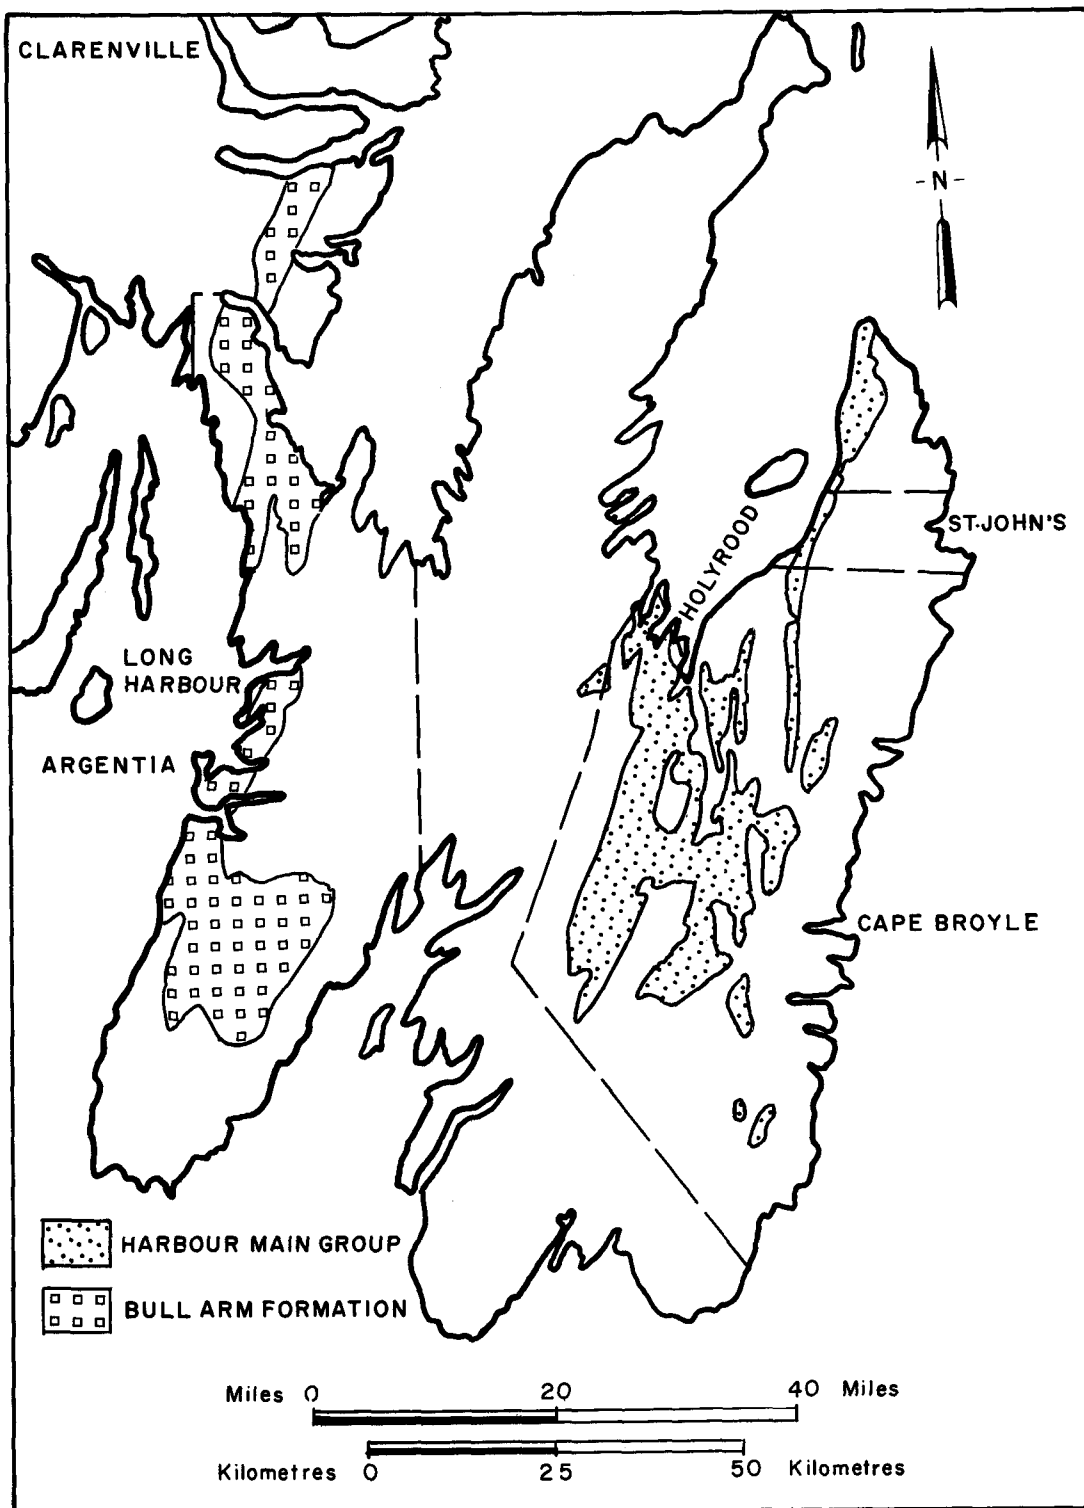 CLARENVILLE
-N-
ST. JOHN'S
HOLYROOD
LONG
HARBOUR
ARGENTIA
CAPE BROYLE
HARBOUR MAIN GROUP
BULL ARM FORMATION
Miles 0 20 40 Miles
Kilometres 0 25 50 Kilometres